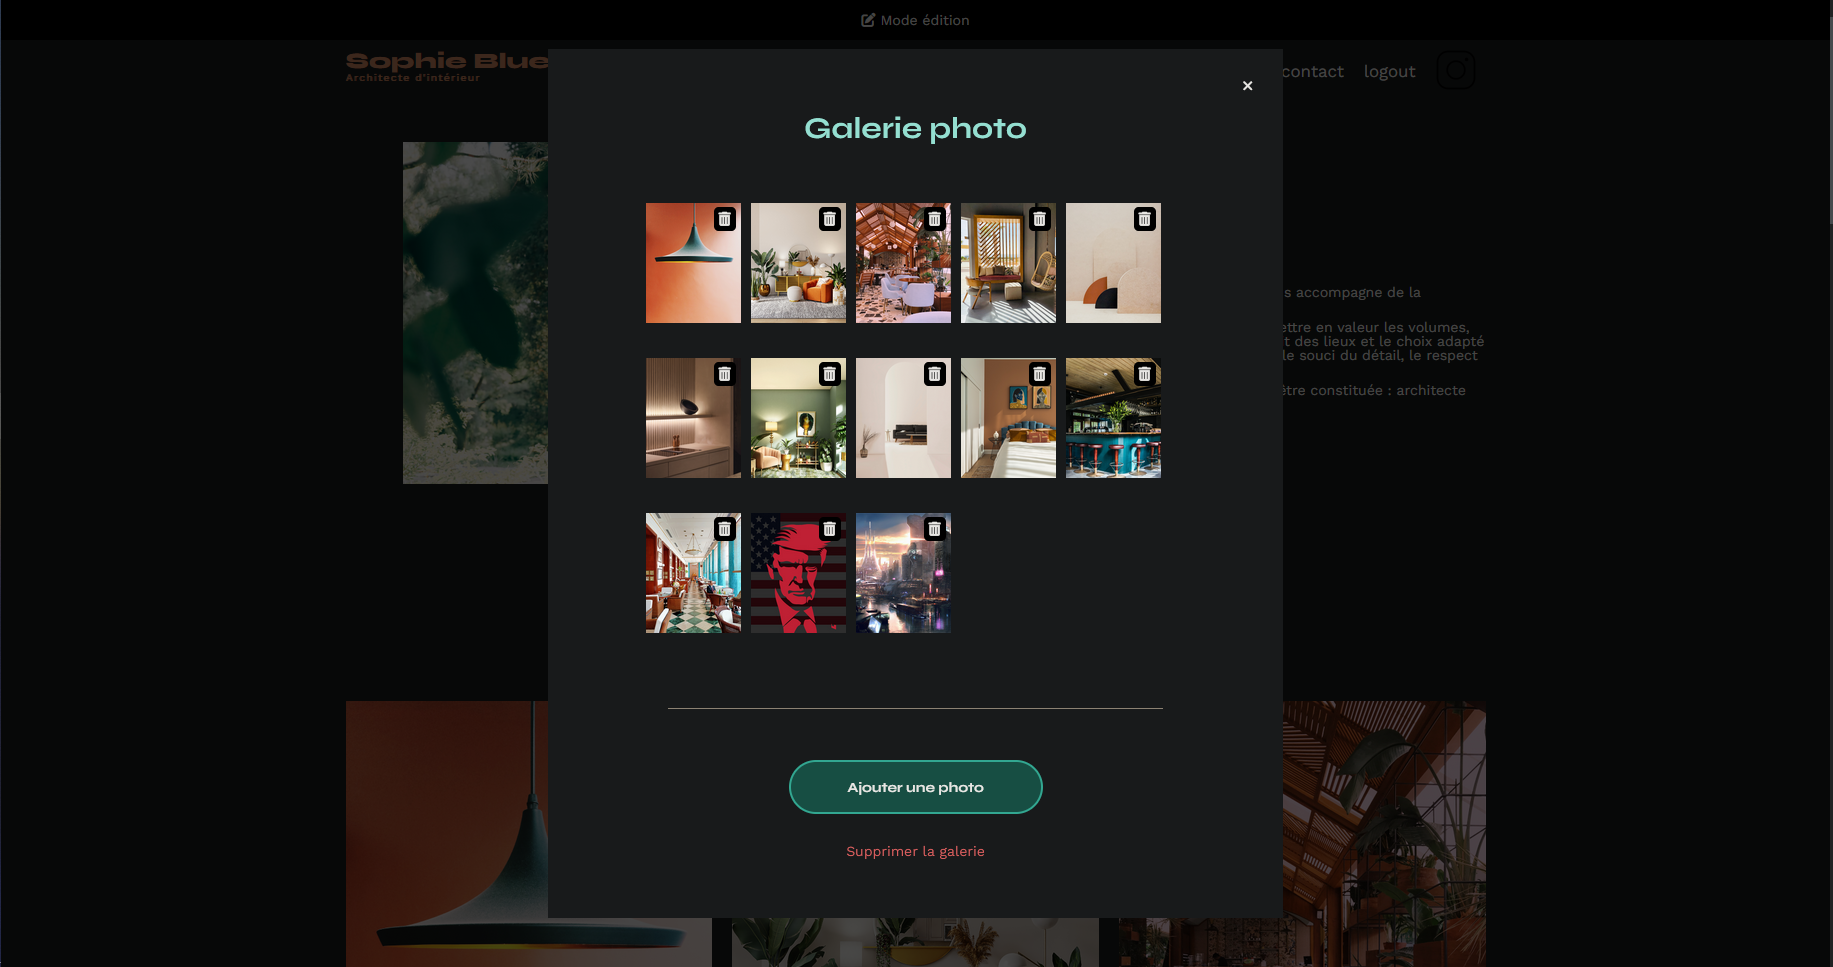 Mode édition
Sophie Blue
Architecte d'intérieur
contact
logout
×
Galerie photo
s accompagne de la
ettre en valeur les volumes,
t des lieux et le choix adapté
le souci du détail, le respect
être constituée : architecte
Ajouter une photo
Supprimer la galerie